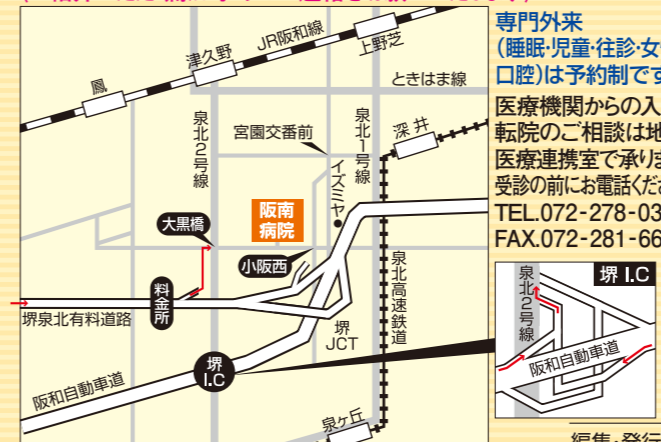 JR阪和線
津久野
上野芝
鳳
ときはま線
泉北2号線
宮園交番前
泉北1号線
深井
イズミヤ
阪南
病院
大黒橋
小阪西
料金所
堺泉北有料道路
堺
JCT
泉北高速鉄道
堺
I.C
阪和自動車道
泉ヶ丘
専門外来
(睡眠・児童・往診・女
口腔)は予約制です
医療機関からの入
転院のご相談は地
医療連携室で承りま
受診の前にお電話くださ
TEL.072-278-03
FAX.072-281-66
堺 I.C
泉北2号線
阪和自動車道
編集・発行